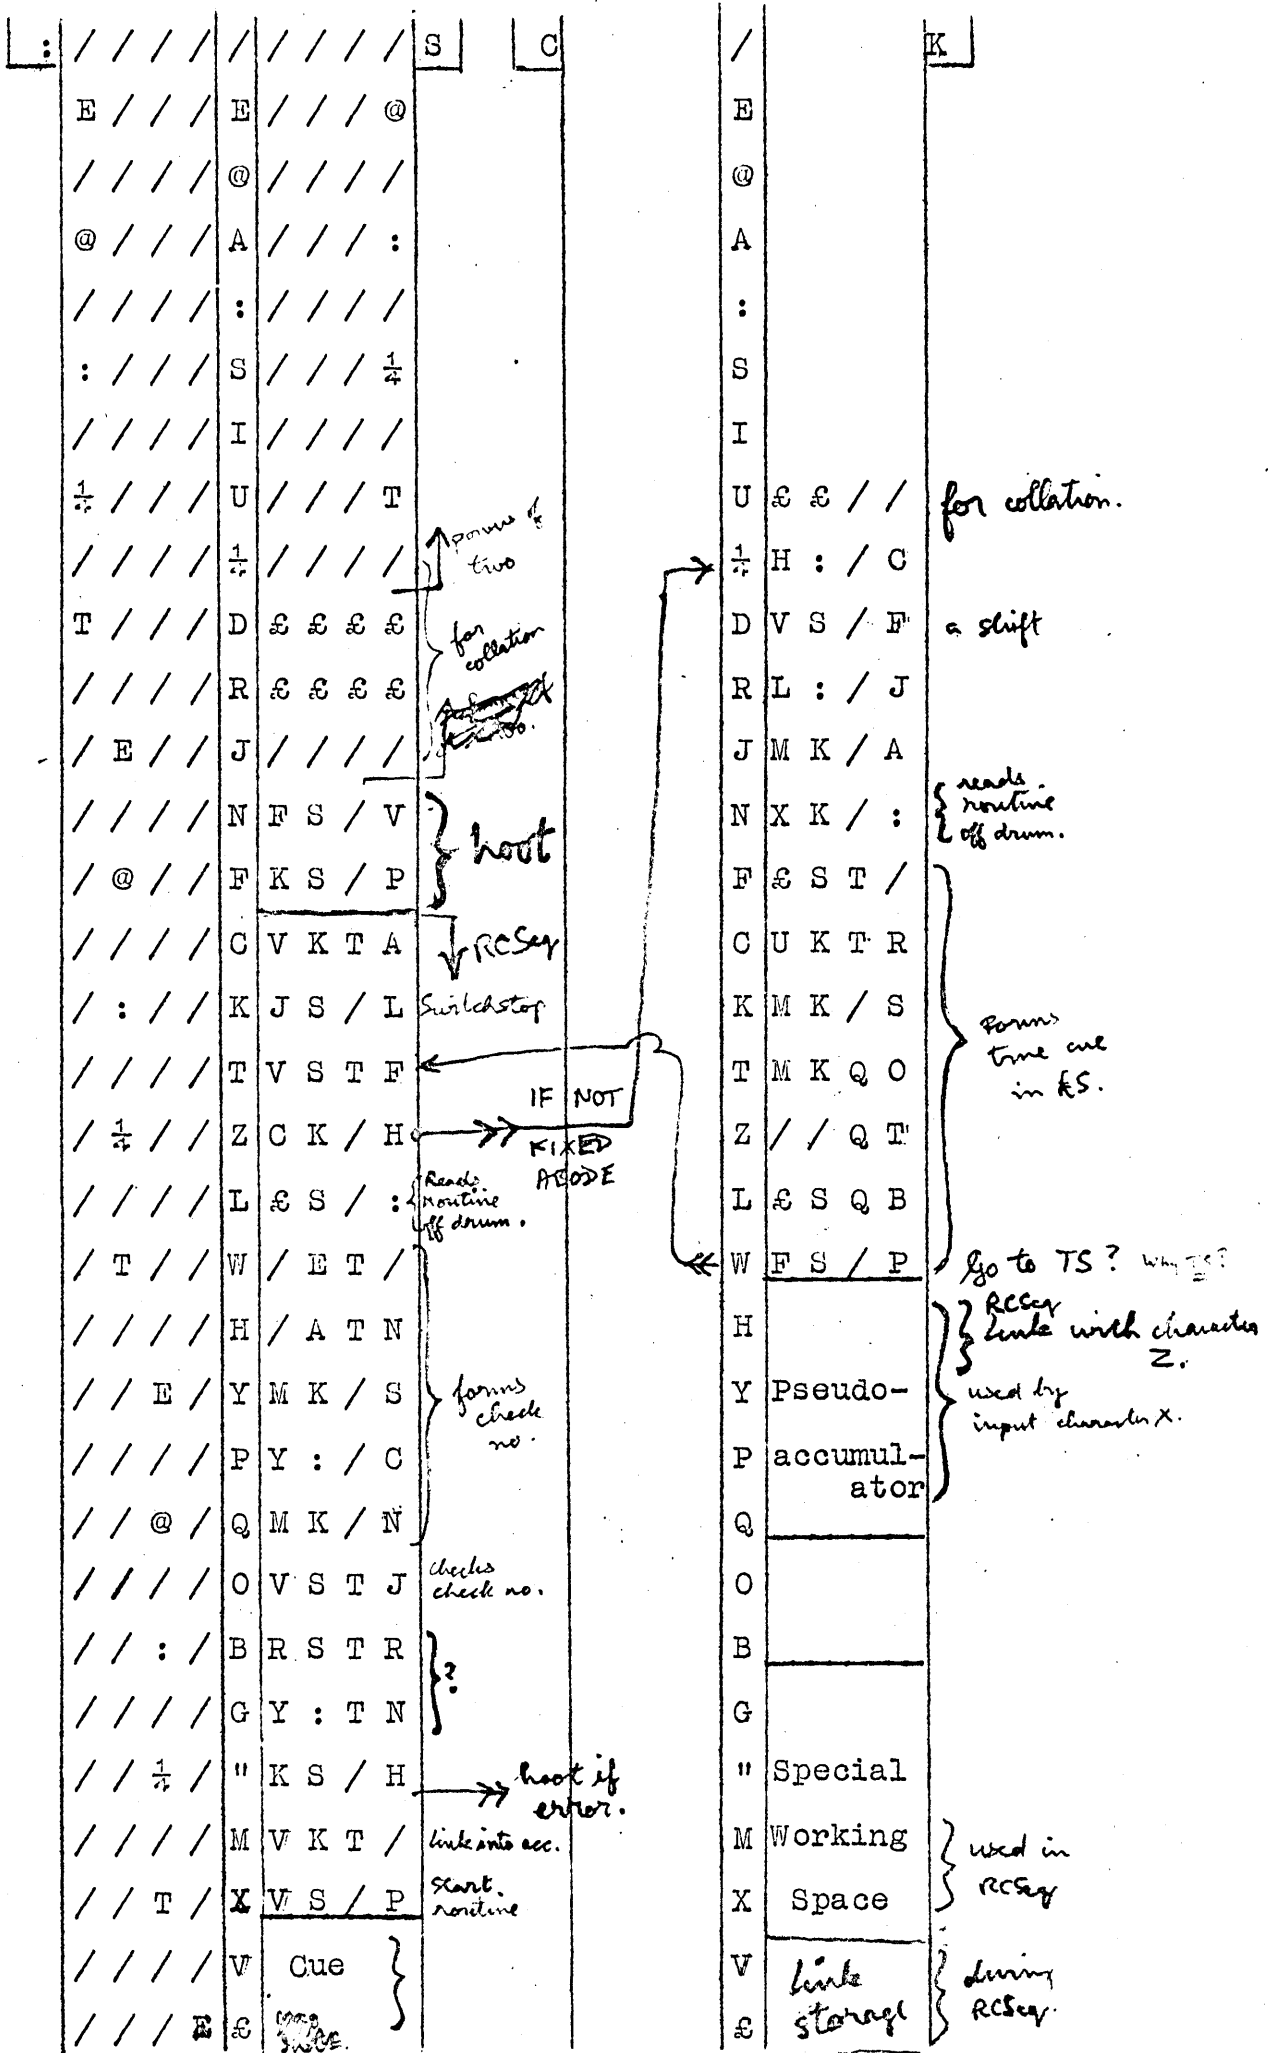 : / / / / / / / / / S C / K
E / / / E / / / @ E
/ / / / @ / / / / @
@ / / / A / / / : A
/ / / / : / / / / :
: / / / S / / / ¼ S
/ / / / I / / / / I
¼ / / / U / / / T U £ £ / / for collation.
powers of
two
/ / / / ¼ / / / / ¼ H : / C
T / / / D £ £ £ £ D V S / F a shift
for
collation
/ / / / R £ £ £ £ R L : / J
/ E / / J / / / / J M K / A
/ / / / N F S / V N X K / :
hoot
reads
routine
off drum.
/ @ / / F K S / P F £ S T /
/ / / / C V K T A RCSeq C U K T R
/ : / / K J S / L Switchstop K M K / S
Forms
true cue
in £S.
/ / / / T V S T F T M K Q O
IF NOT
FIXED
ABODE
/ ¼ / / Z C K / H Z / / Q T
/ / / / L £ S / : L £ S Q B
Reads
routine
off drum.
/ T / / W / E T / W F S / P Go to TS? Why TS?
/ / / / H / A T N H
RCSeq
link with character
Z.
/ / E / Y M K / S Y Pseudo-
forms
check
no.
used by
input character X.
/ / / / P Y : / C P accumul-
ator
/ / @ / Q M K / N Q
/ / / / O V S T J O
checks
check no.
/ / : / B R S T R B
?
/ / / / G Y : T N G
/ / ¼ / " K S / H " Special
hoot if
error.
/ / / / M V K T / link into acc. M Working
used in
RCSeq
/ / T / X V S / P X Space
start
routine
/ / / / V Cue V link
during
RCSeq.
/ / / E £ £ storage